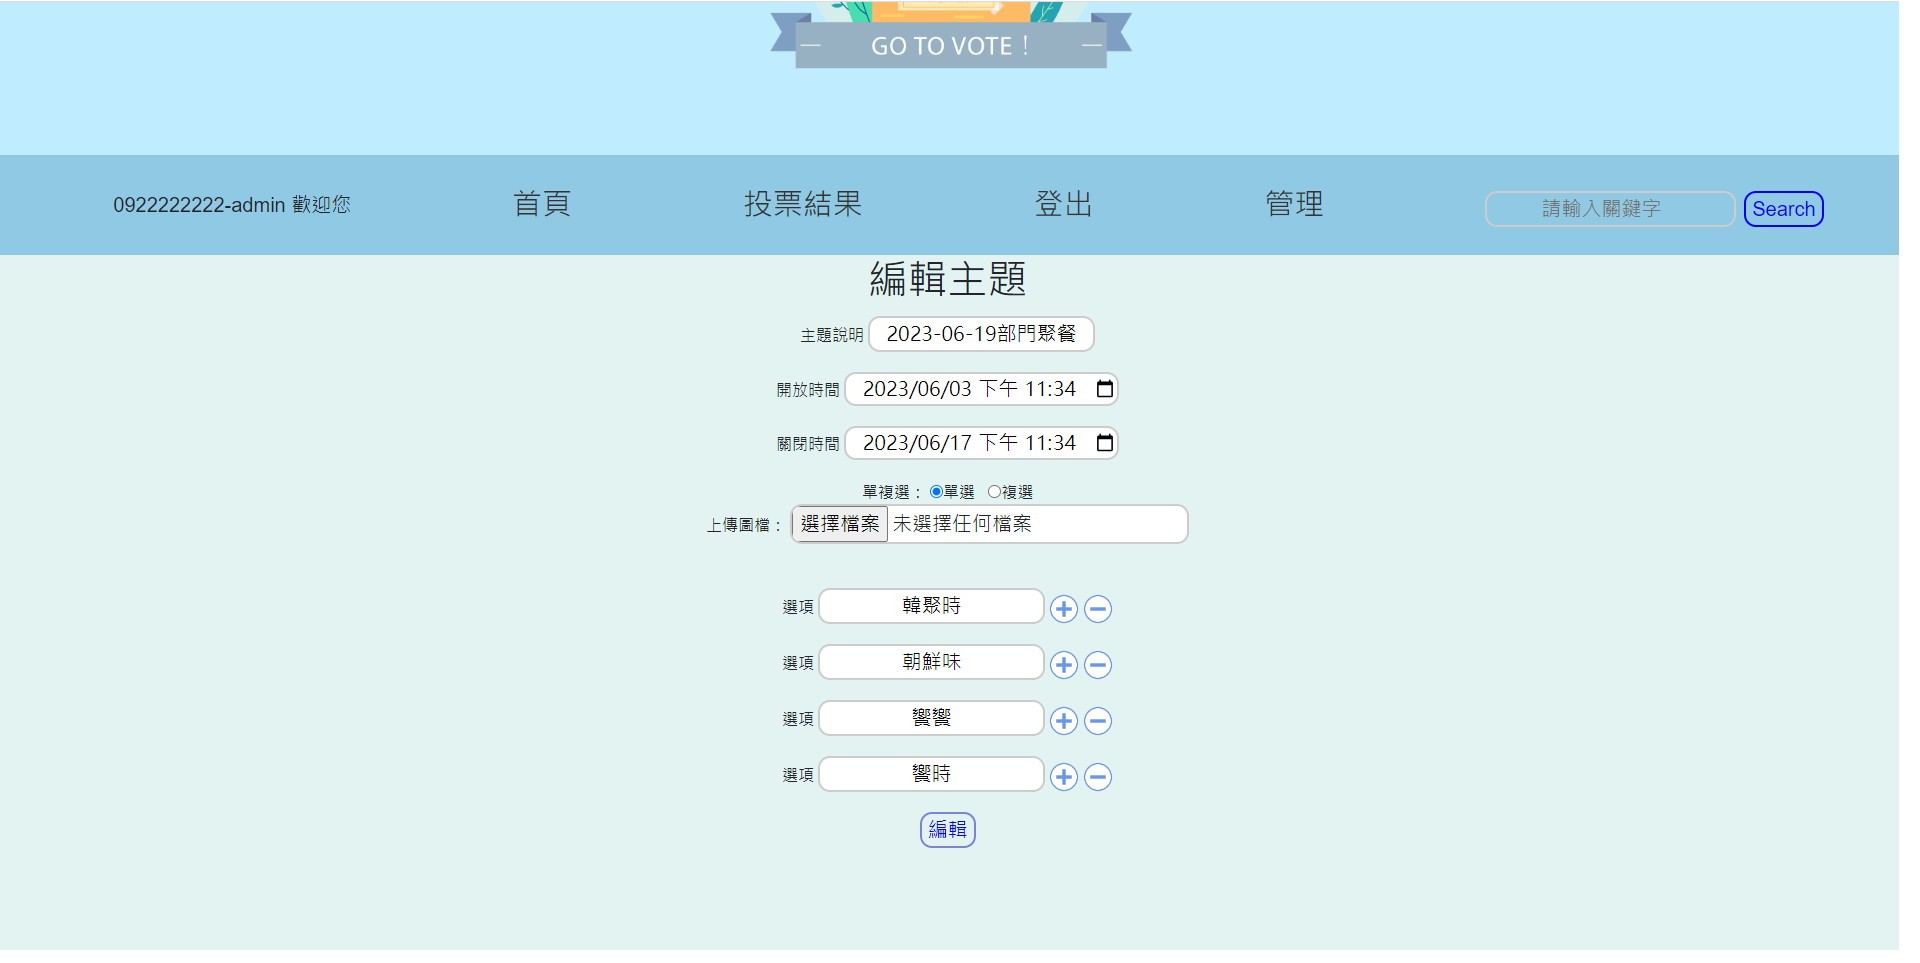 GO TO VOTE !
0922222222-admin 歡迎您 首頁 投票結果 登出 管理 請輸入關鍵字 Search
編輯主題
主題說明 2023-06-19部門聚餐
開放時間 2023/06/03 下午 11:34
關閉時間 2023/06/17 下午 11:34
單複選： 單選 複選
上傳圖檔： 選擇檔案 未選擇任何檔案
選項 韓聚時
選項 朝鮮味
選項 饗饗
選項 饗時
編輯